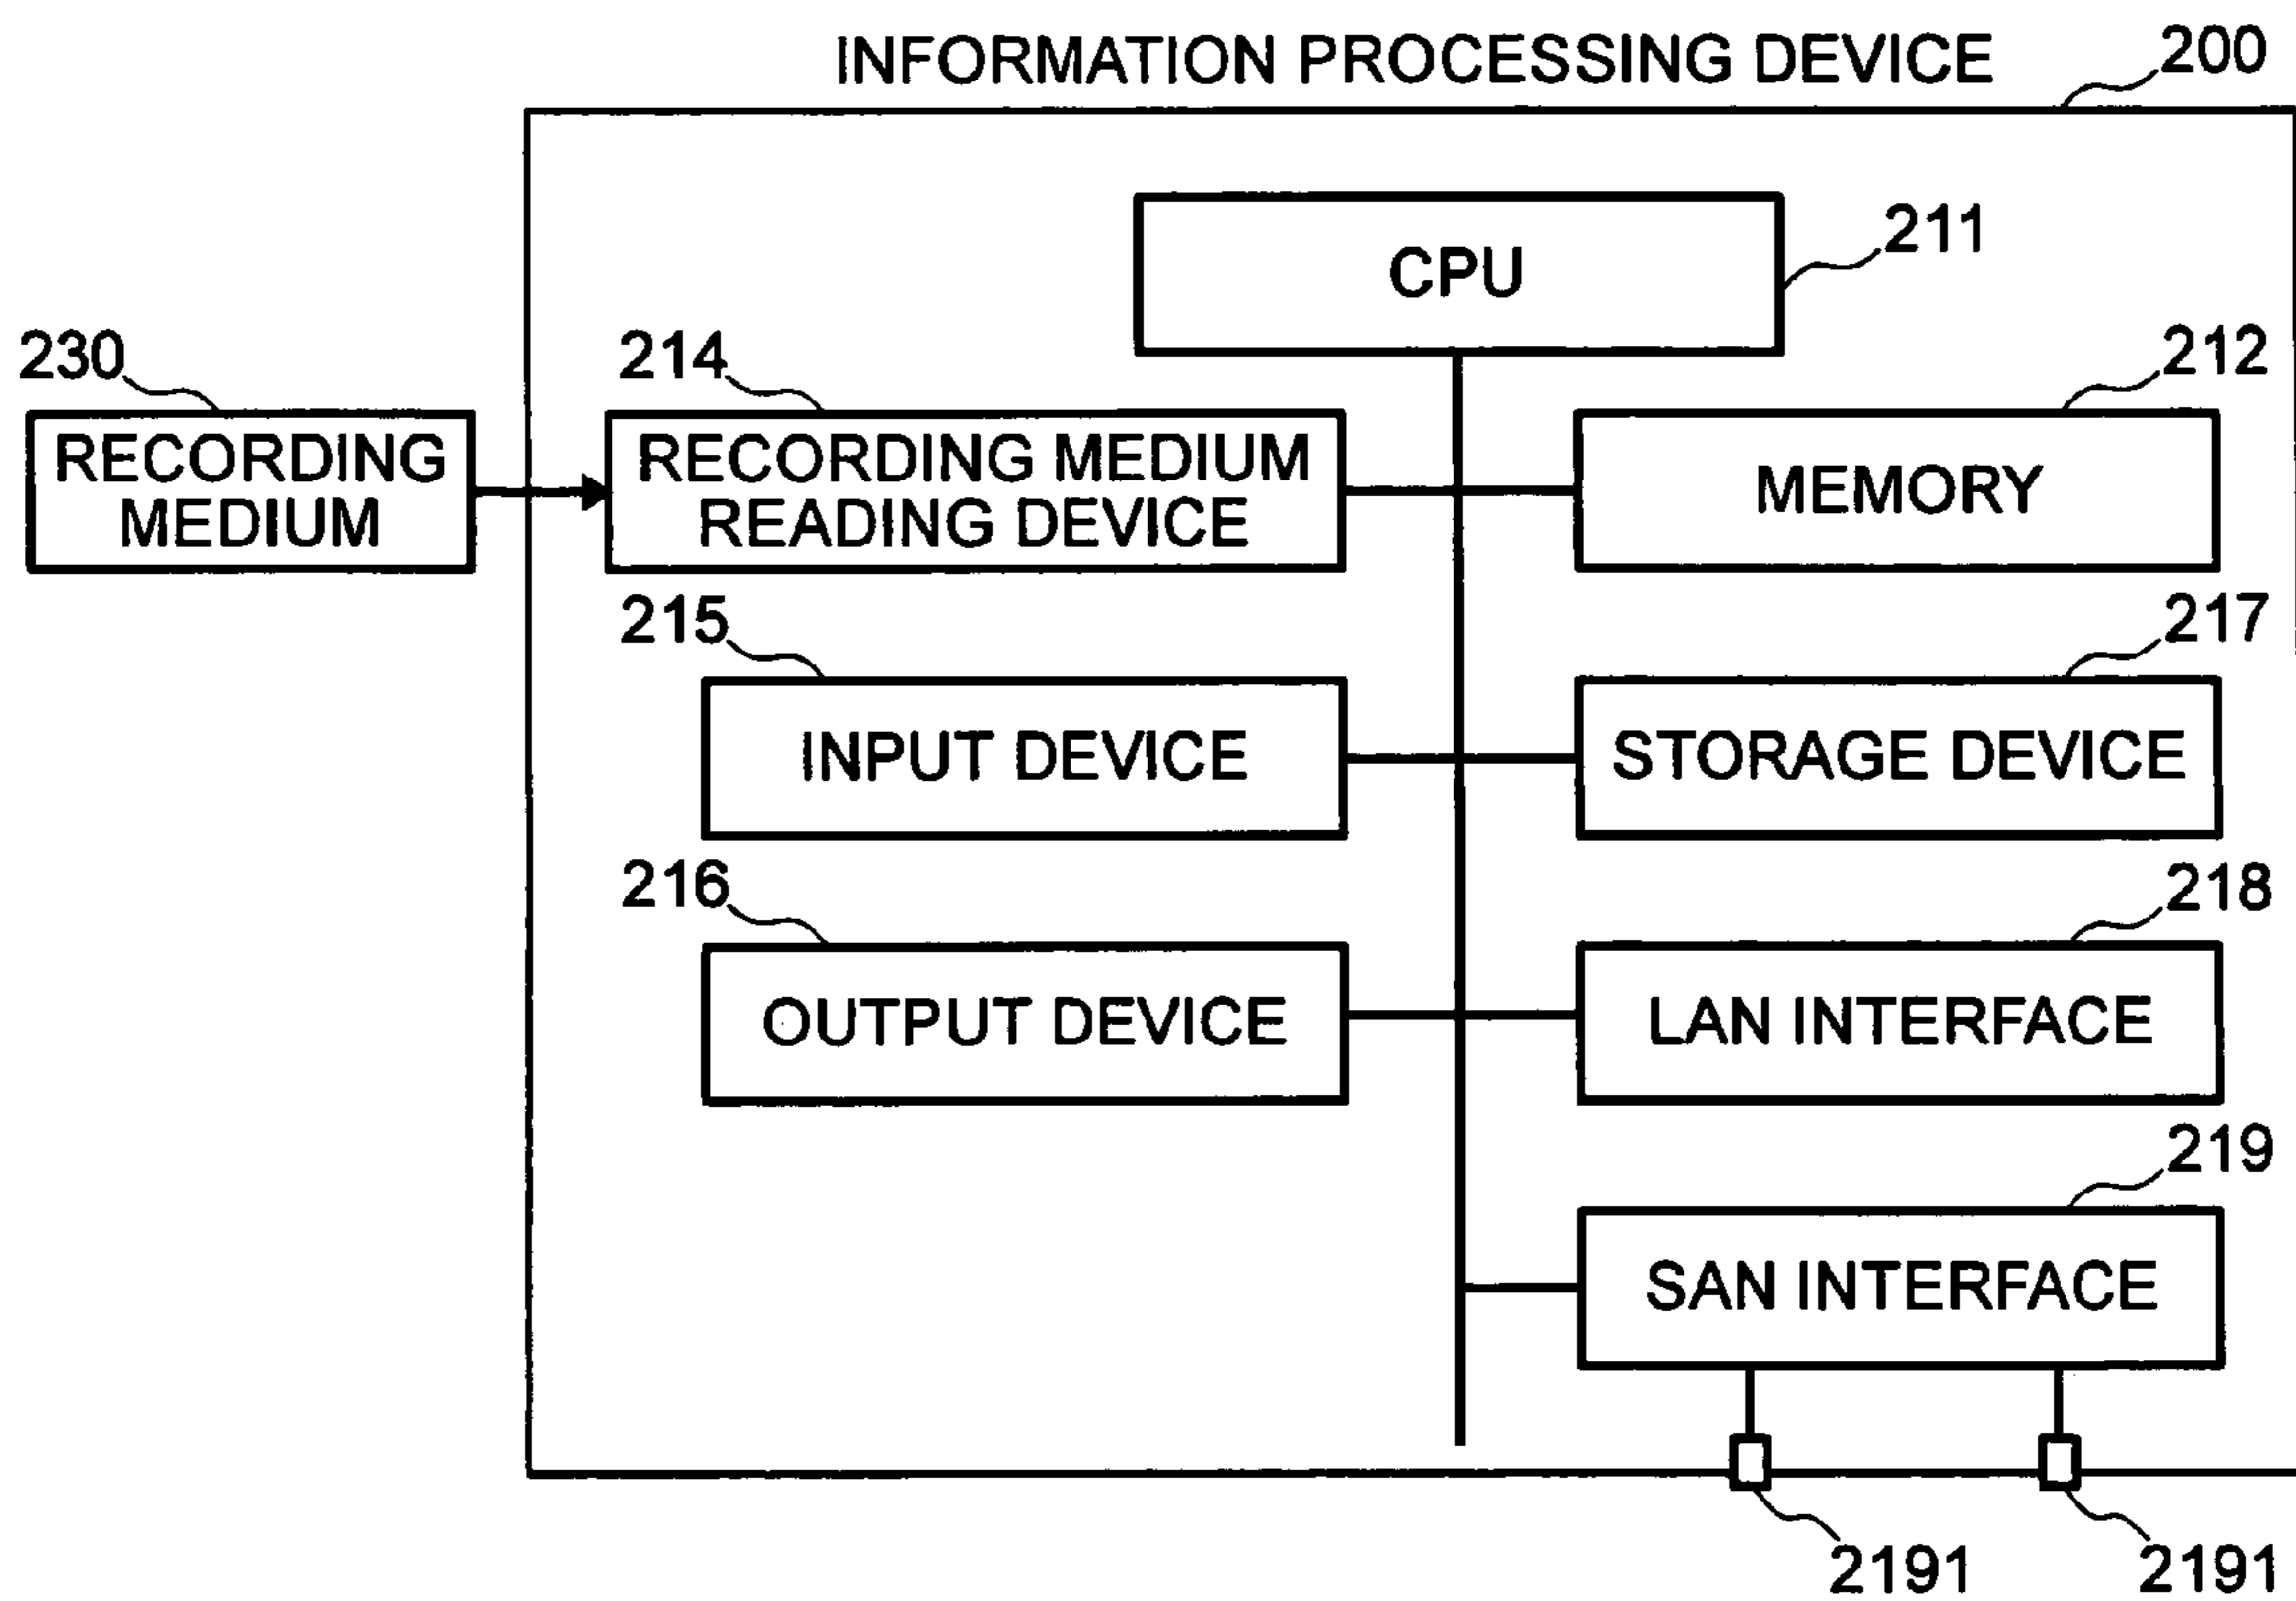 INFORMATION PROCESSING DEVICE
200
CPU
211
230
214
212
RECORDING
MEDIUM
RECORDING MEDIUM
READING DEVICE
MEMORY
215
217
INPUT DEVICE
STORAGE DEVICE
216
218
OUTPUT DEVICE
LAN INTERFACE
219
SAN INTERFACE
2191
2191